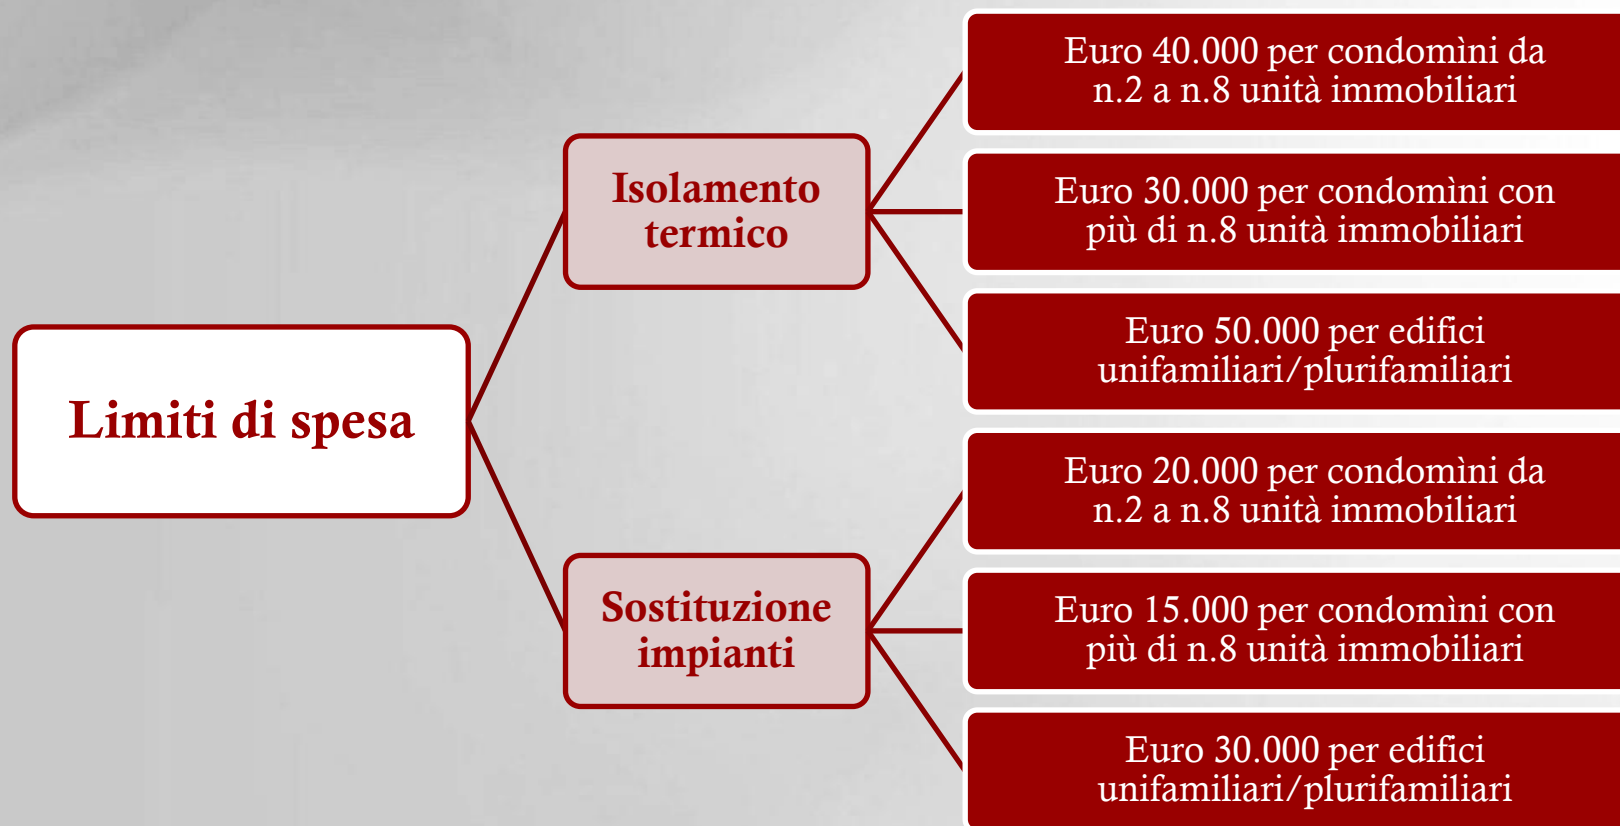 Limiti di spesa
Isolamento
termico
Euro 40.000 per condomìni da
n.2 a n.8 unità immobiliari
Euro 30.000 per condomìni con
più di n.8 unità immobiliari
Euro 50.000 per edifici
unifamiliari/plurifamiliari
Sostituzione
impianti
Euro 20.000 per condomìni da
n.2 a n.8 unità immobiliari
Euro 15.000 per condomìni con
più di n.8 unità immobiliari
Euro 30.000 per edifici
unifamiliari/plurifamiliari